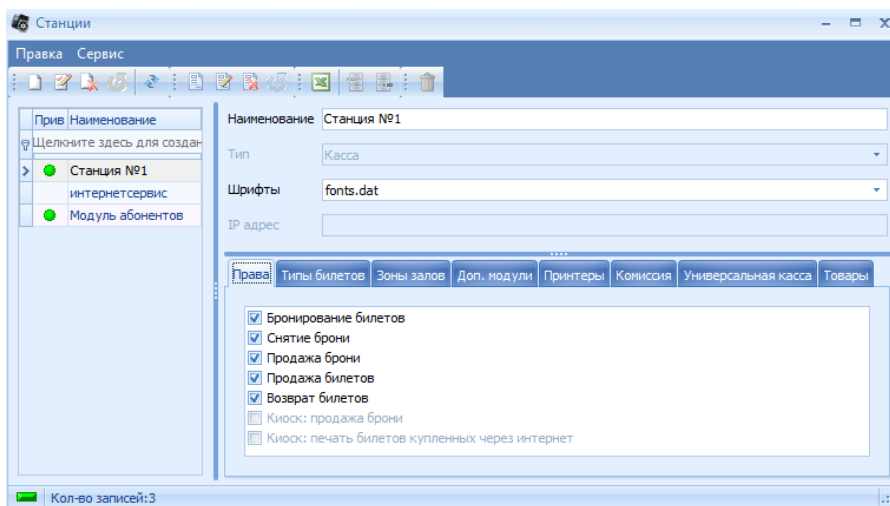 Станции
Правка Сервис
Прив Наименование
Щелкните здесь для создан
Станция №1
интернетсервис
Модуль абонентов
Наименование Станция №1
Тип Касса
Шрифты fonts.dat
IP адрес
Права Типы билетов Зоны залов Доп. модули Принтеры Комиссия Универсальная касса Товары
Бронирование билетов
Снятие брони
Продажа брони
Продажа билетов
Возврат билетов
Киоск: продажа брони
Киоск: печать билетов купленных через интернет
Кол-во записей:3